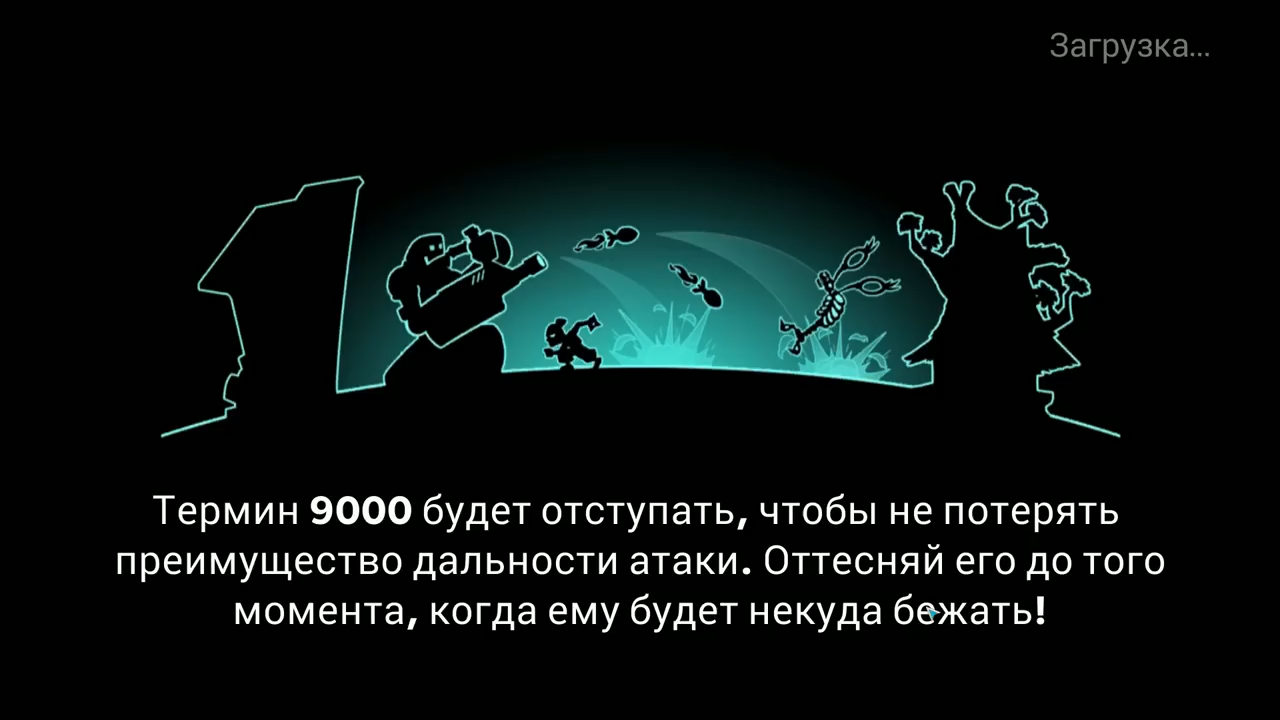 Загрузка...
Термин 9000 будет отступать, чтобы не потерять
преимущество дальности атаки. Оттесняй его до того
момента, когда ему будет некуда бежать!